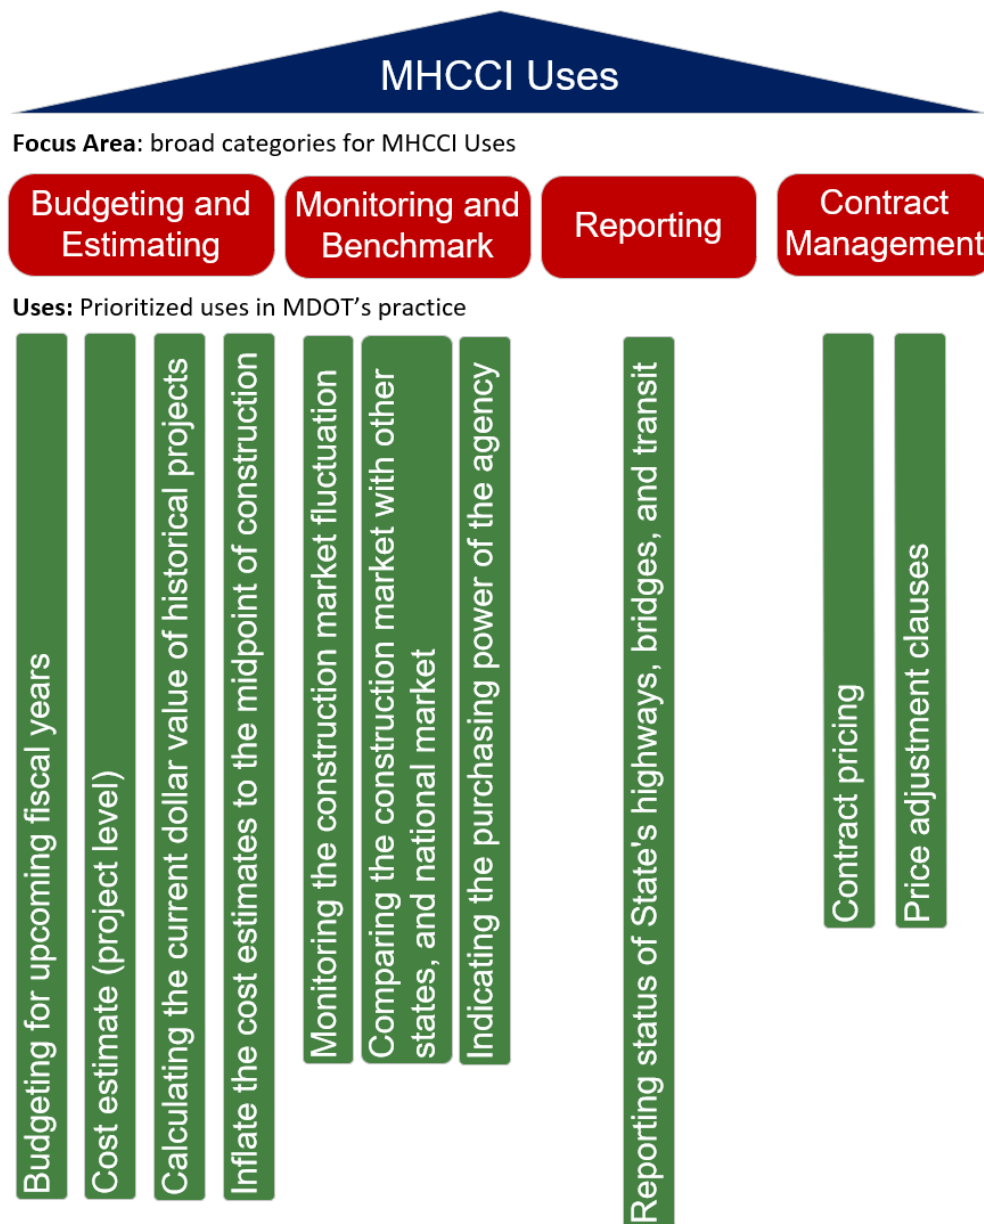 MHCCI Uses
Focus Area: broad categories for MHCCI Uses
Budgeting and
Estimating
Monitoring and
Benchmark
Reporting
Contract
Management
Uses: Prioritized uses in MDOT’s practice
Budgeting for upcoming fiscal years
Cost estimate (project level)
Calculating the current dollar value of historical projects
Inflate the cost estimates to the midpoint of construction
Monitoring the construction market fluctuation
Comparing the construction market with other
states, and national market
Indicating the purchasing power of the agency
Reporting status of State's highways, bridges, and transit
Contract pricing
Price adjustment clauses